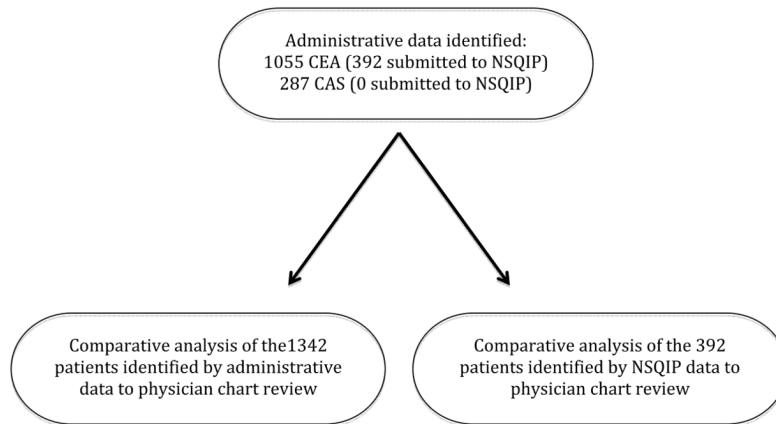 Administrative data identified:
1055 CEA (392 submitted to NSQIP)
287 CAS (0 submitted to NSQIP)
Comparative analysis of the1342
patients identified by administrative
data to physician chart review
Comparative analysis of the 392
patients identified by NSQIP data to
physician chart review